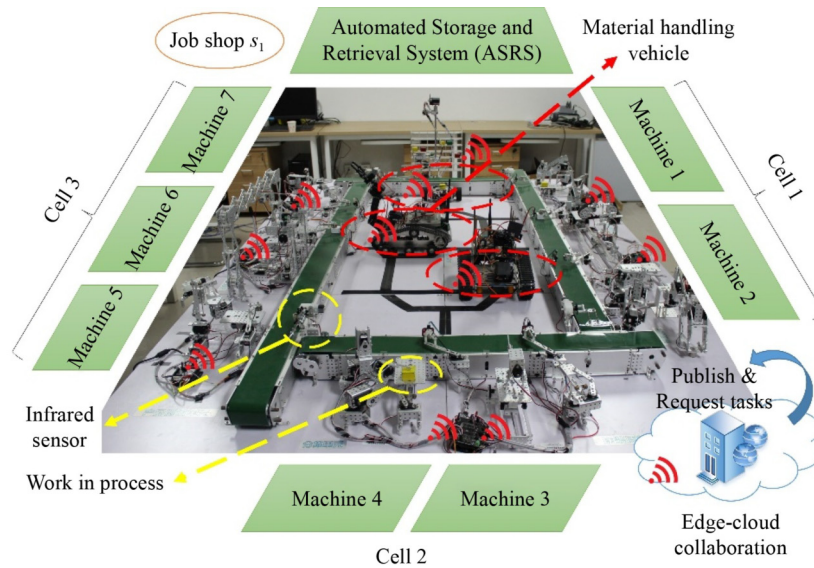 Job shop s₁
Automated Storage and
Retrieval System (ASRS)
Material handling
vehicle
Machine 7
Machine 6
Machine 5
Cell 3
Machine 1
Machine 2
Cell 1
Infrared
sensor
Work in process
Publish &
Request tasks
Machine 4
Machine 3
Cell 2
Edge-cloud
collaboration